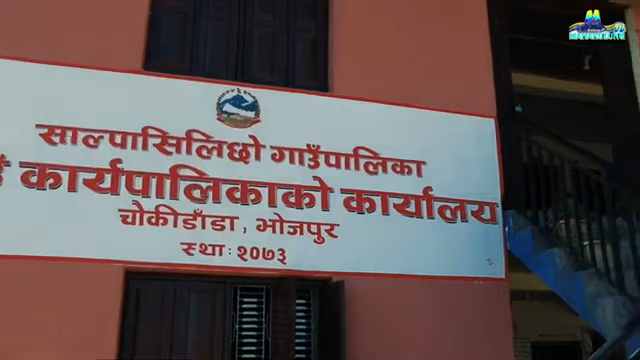 साल्पासिलिछो गाउँपालिका
कार्यपालिकाको कार्यालय
चौकीडाँडा, भोजपुर
स्था: २०७३